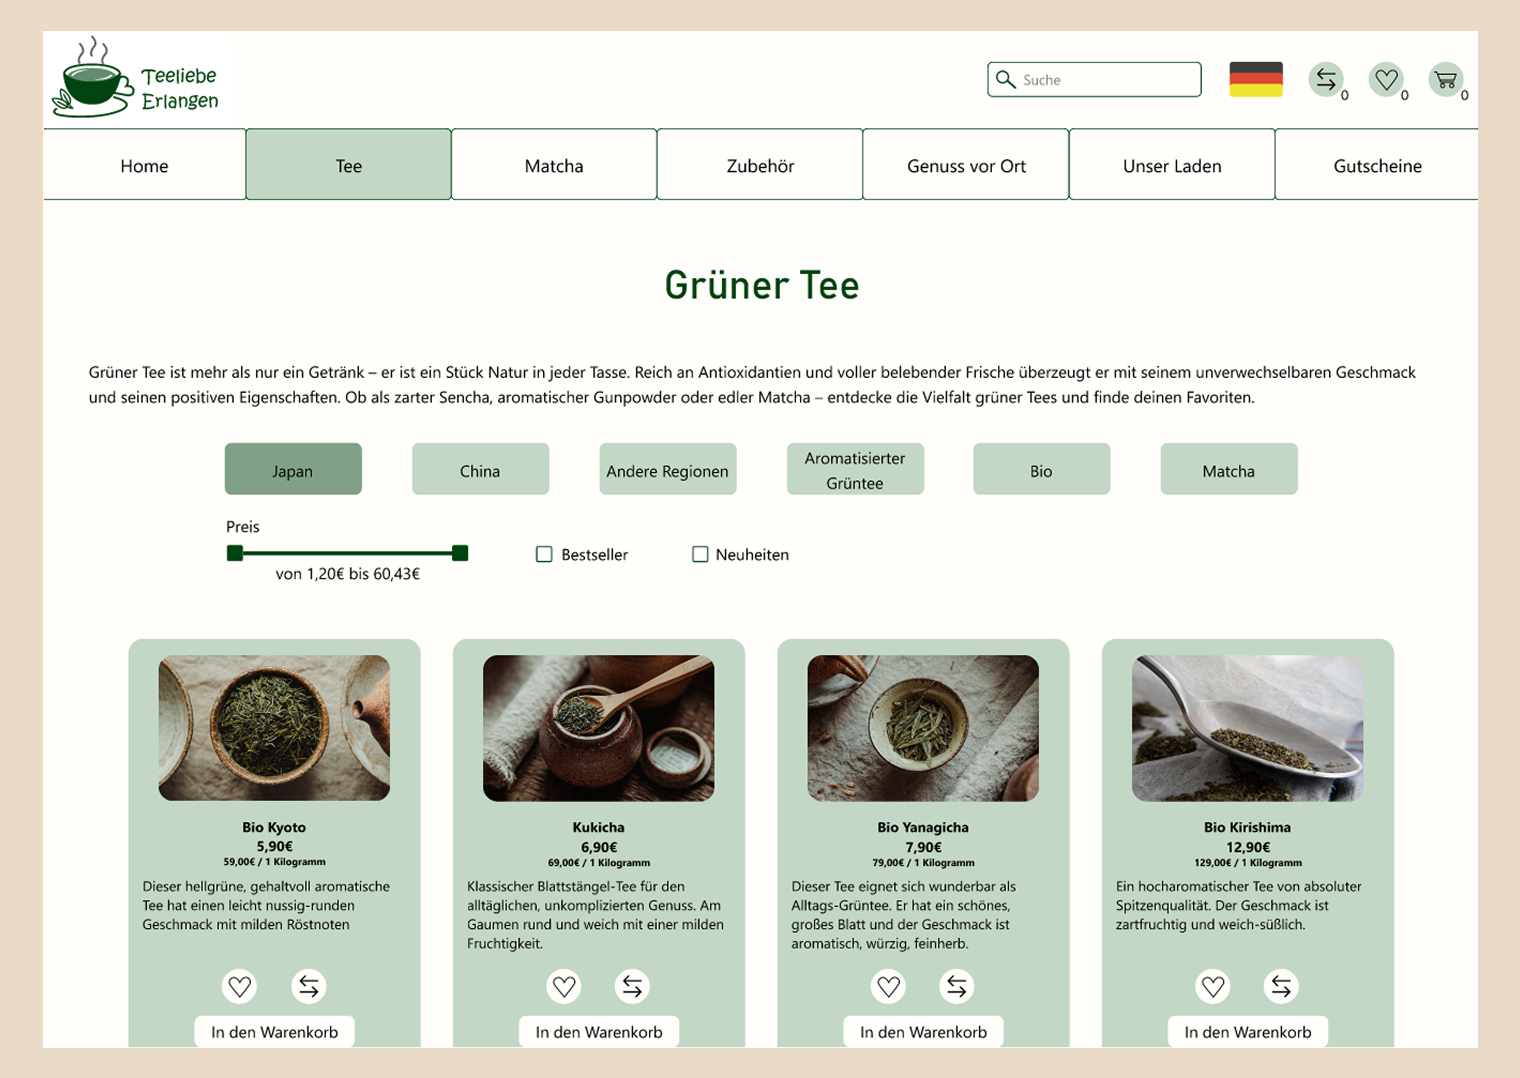 Teeliebe
Erlangen
Suche
0
0
0
Home
Tee
Matcha
Zubehör
Genuss vor Ort
Unser Laden
Gutscheine
Grüner Tee
Grüner Tee ist mehr als nur ein Getränk – er ist ein Stück Natur in jeder Tasse. Reich an Antioxidantien und voller belebender Frische überzeugt er mit seinem unverwechselbaren Geschmack
und seinen positiven Eigenschaften. Ob als zarter Sencha, aromatischer Gunpowder oder edler Matcha – entdecke die Vielfalt grüner Tees und finde deinen Favoriten.
Japan
China
Andere Regionen
Aromatisierter
Grüntee
Bio
Matcha
Preis
von 1,20€ bis 60,43€
Bestseller
Neuheiten
Bio Kyoto
5,90€
59,00€ / 1 Kilogramm
Dieser hellgrüne, gehaltvoll aromatische
Tee hat einen leicht nussig-runden
Geschmack mit milden Röstnoten
In den Warenkorb
Kukicha
6,90€
69,00€ / 1 Kilogramm
Klassischer Blattstängel-Tee für den
alltäglichen, unkomplizierten Genuss. Am
Gaumen rund und weich mit einer milden
Fruchtigkeit.
In den Warenkorb
Bio Yanagicha
7,90€
79,00€ / 1 Kilogramm
Dieser Tee eignet sich wunderbar als
Alltags-Grüntee. Er hat ein schönes,
großes Blatt und der Geschmack ist
aromatisch, würzig, feinherb.
In den Warenkorb
Bio Kirishima
12,90€
129,00€ / 1 Kilogramm
Ein hocharomatischer Tee von absoluter
Spitzenqualität. Der Geschmack ist
zartfruchtig und weich-süßlich.
In den Warenkorb